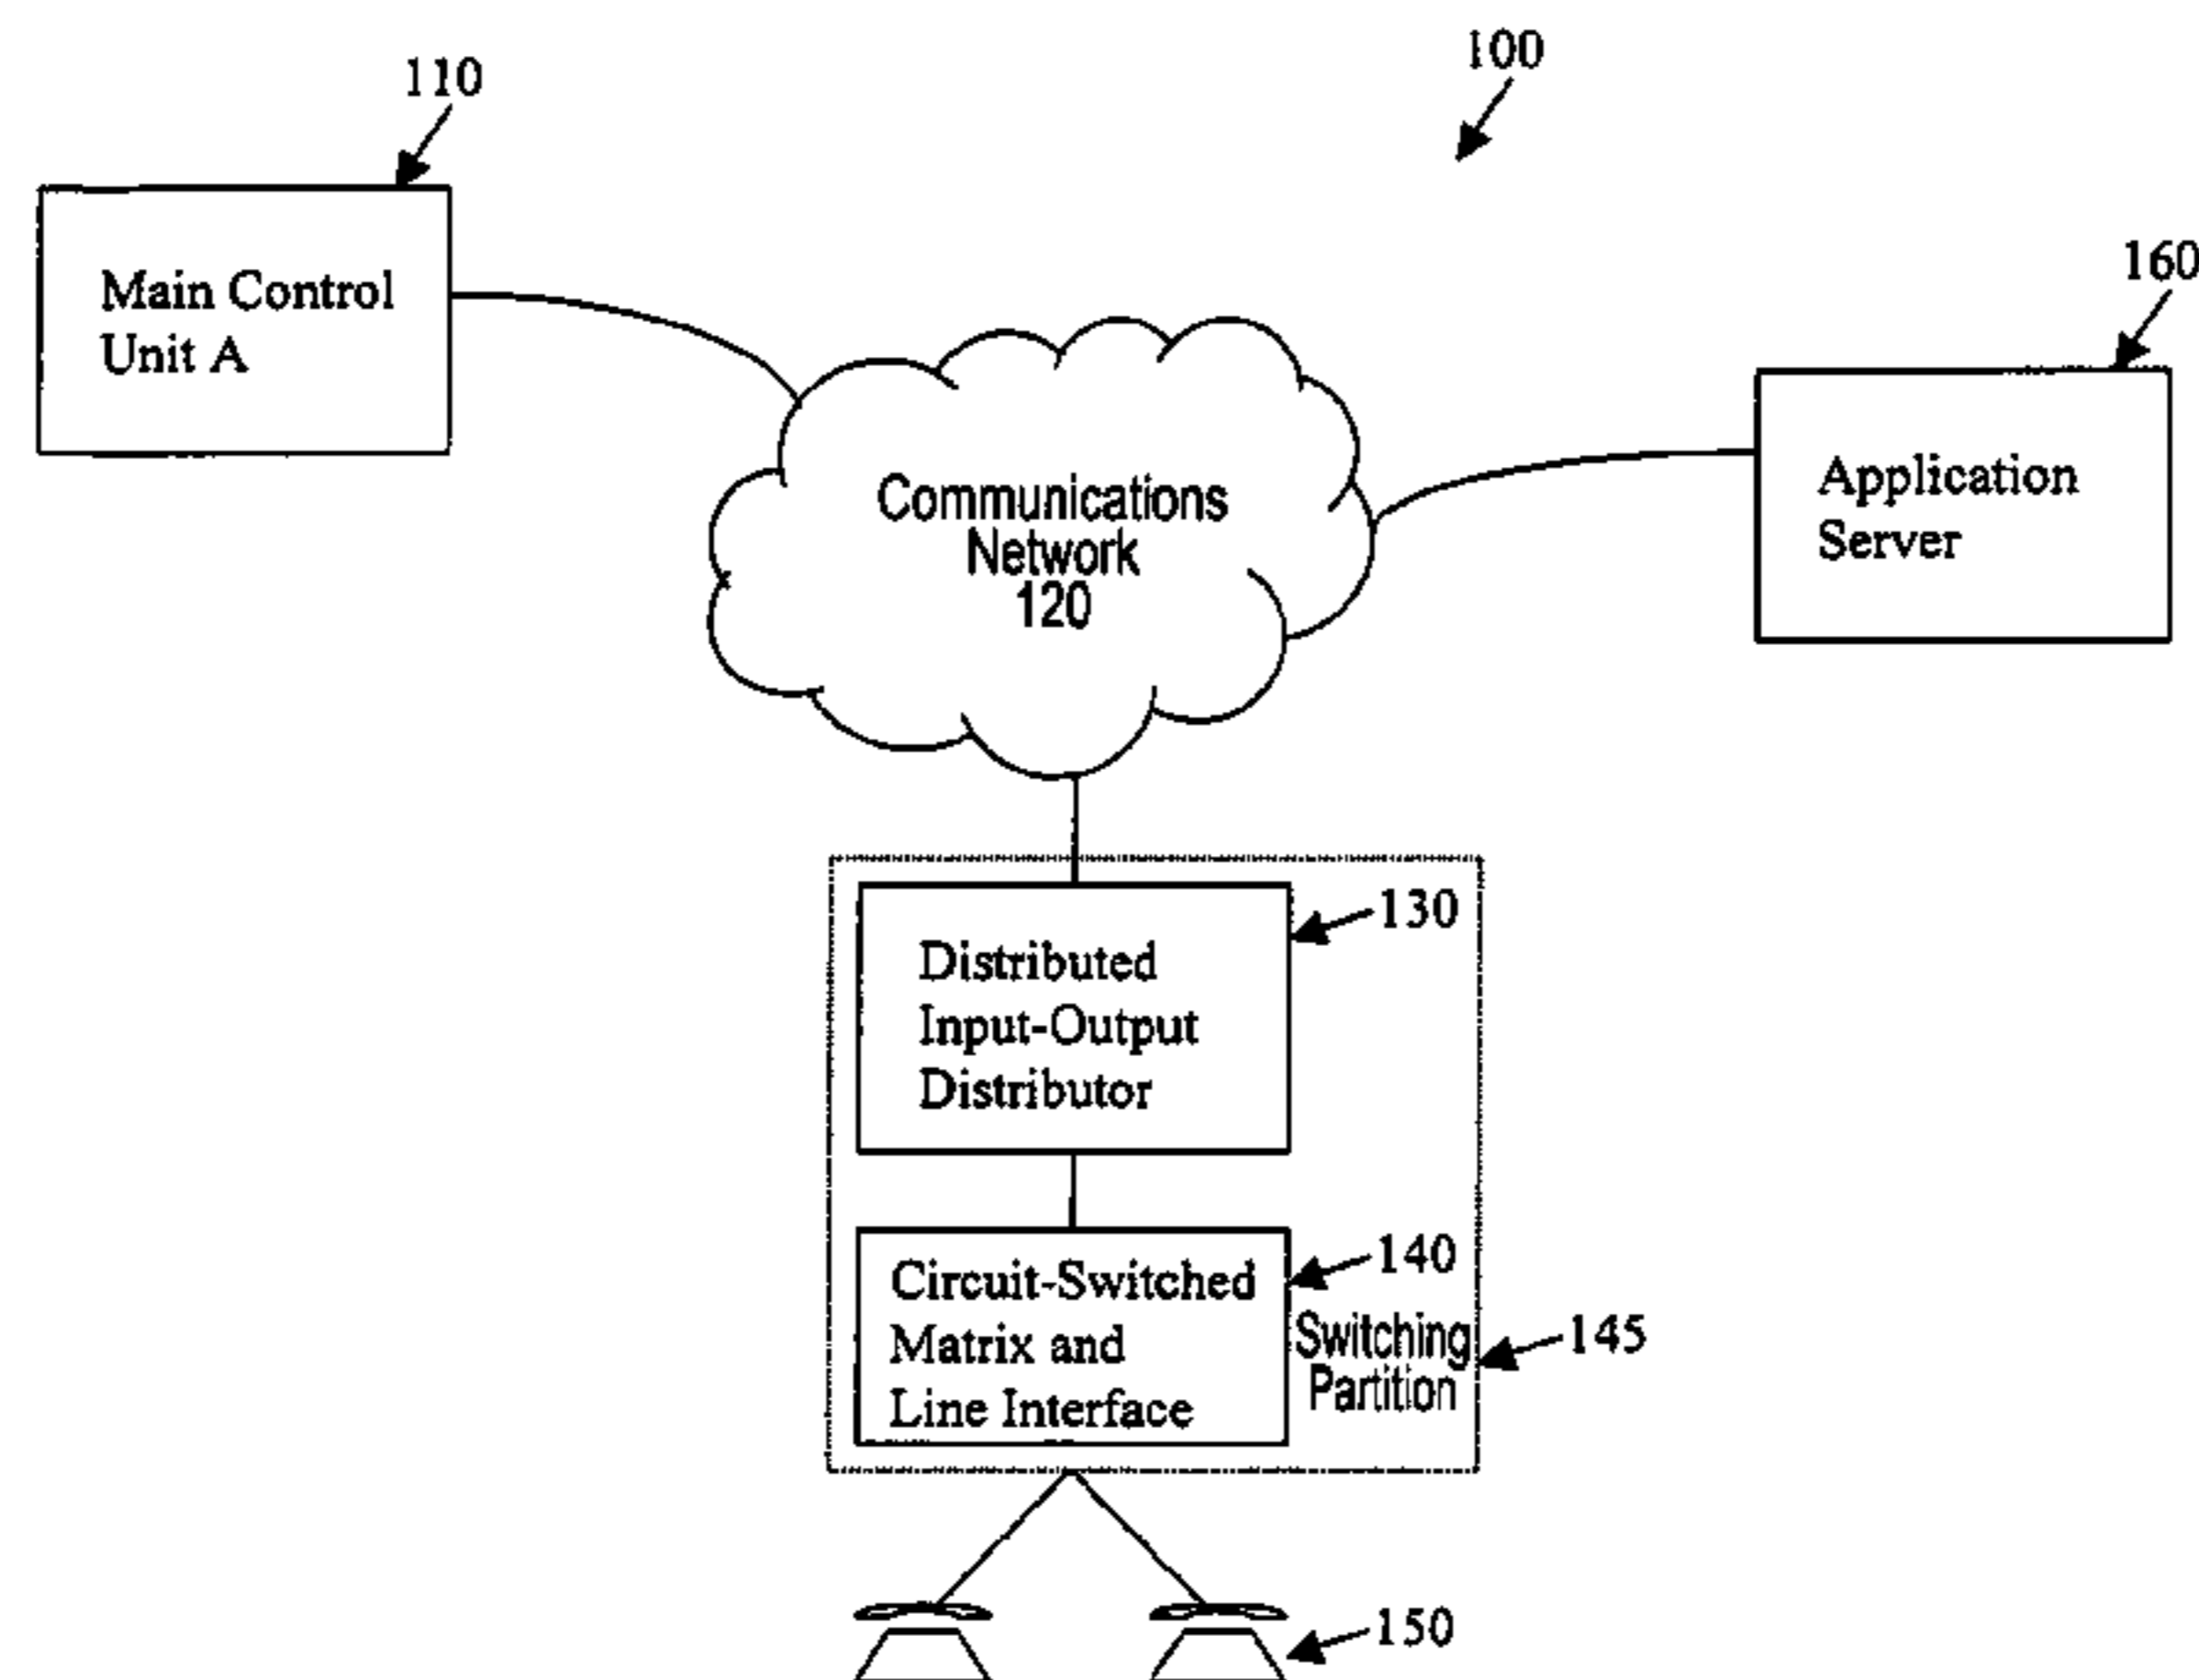 100
110
160
Main Control
Unit A
Application
Server
Communications
Network
120
130
Distributed
Input-Output
Distributor
140
Circuit-Switched
Matrix and
Line Interface
Switching
Partition
145
150